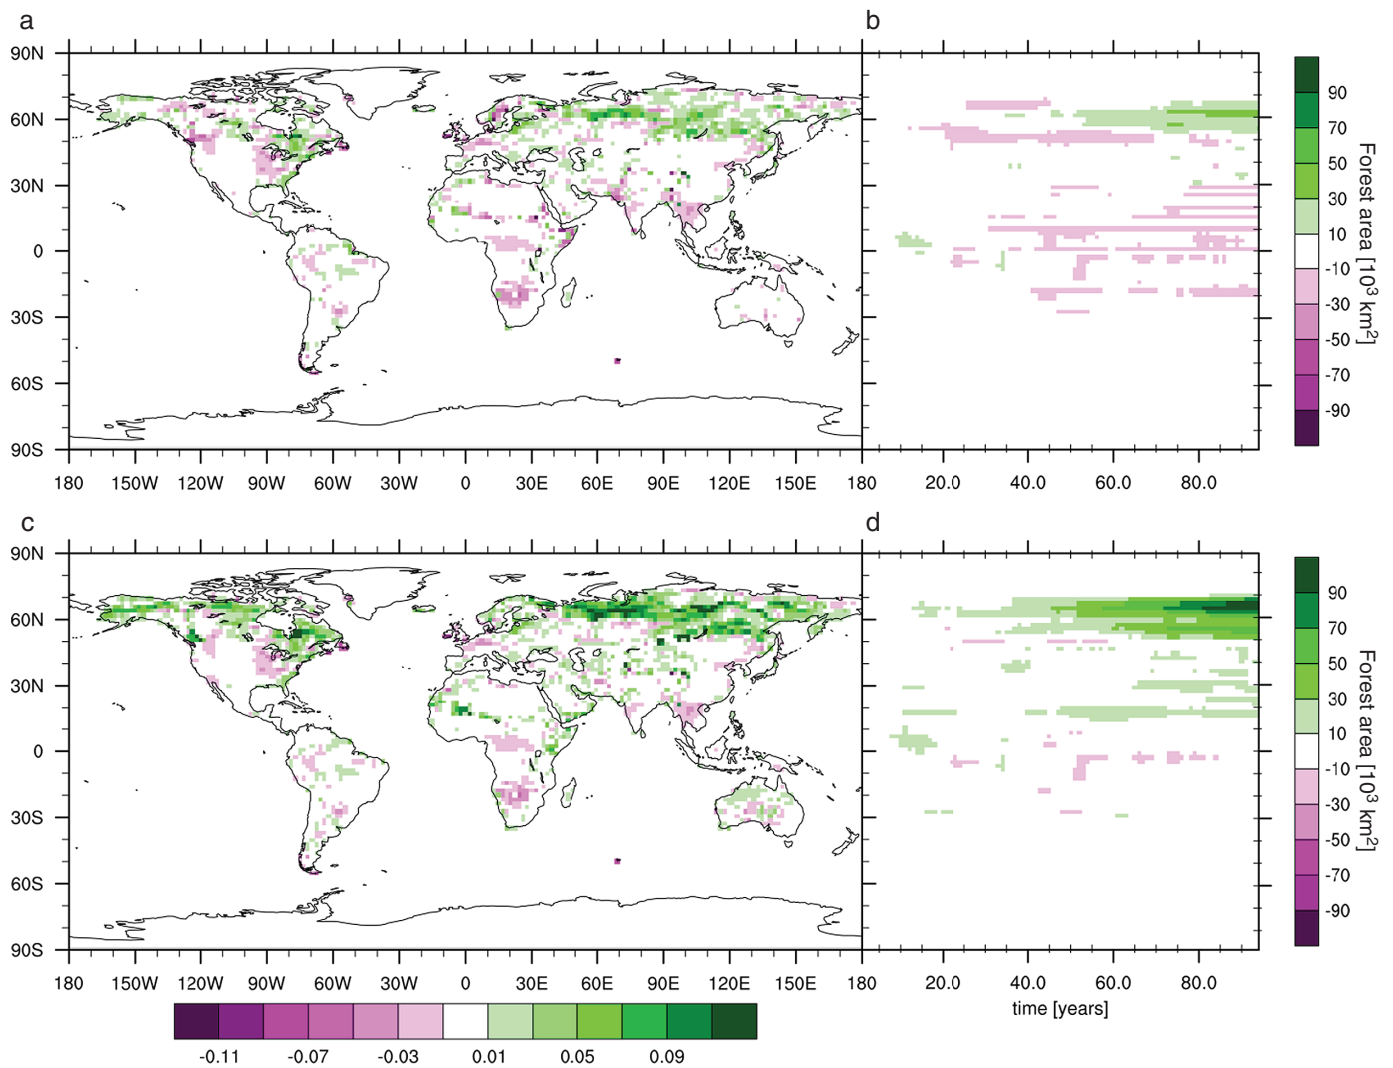 a
b
90N
60N
30N
0
30S
60S
90S
180 150W 120W 90W 60W 30W 0 30E 60E 90E 120E 150E 180
20.0 40.0 60.0 80.0
90
70
50
30
10
-10
-30
-50
-70
-90
Forest area [10³ km²]
c
d
90N
60N
30N
0
30S
60S
90S
180 150W 120W 90W 60W 30W 0 30E 60E 90E 120E 150E 180
20.0 40.0 60.0 80.0
time [years]
90
70
50
30
10
-10
-30
-50
-70
-90
Forest area [10³ km²]
-0.11 -0.07 -0.03 0.01 0.05 0.09